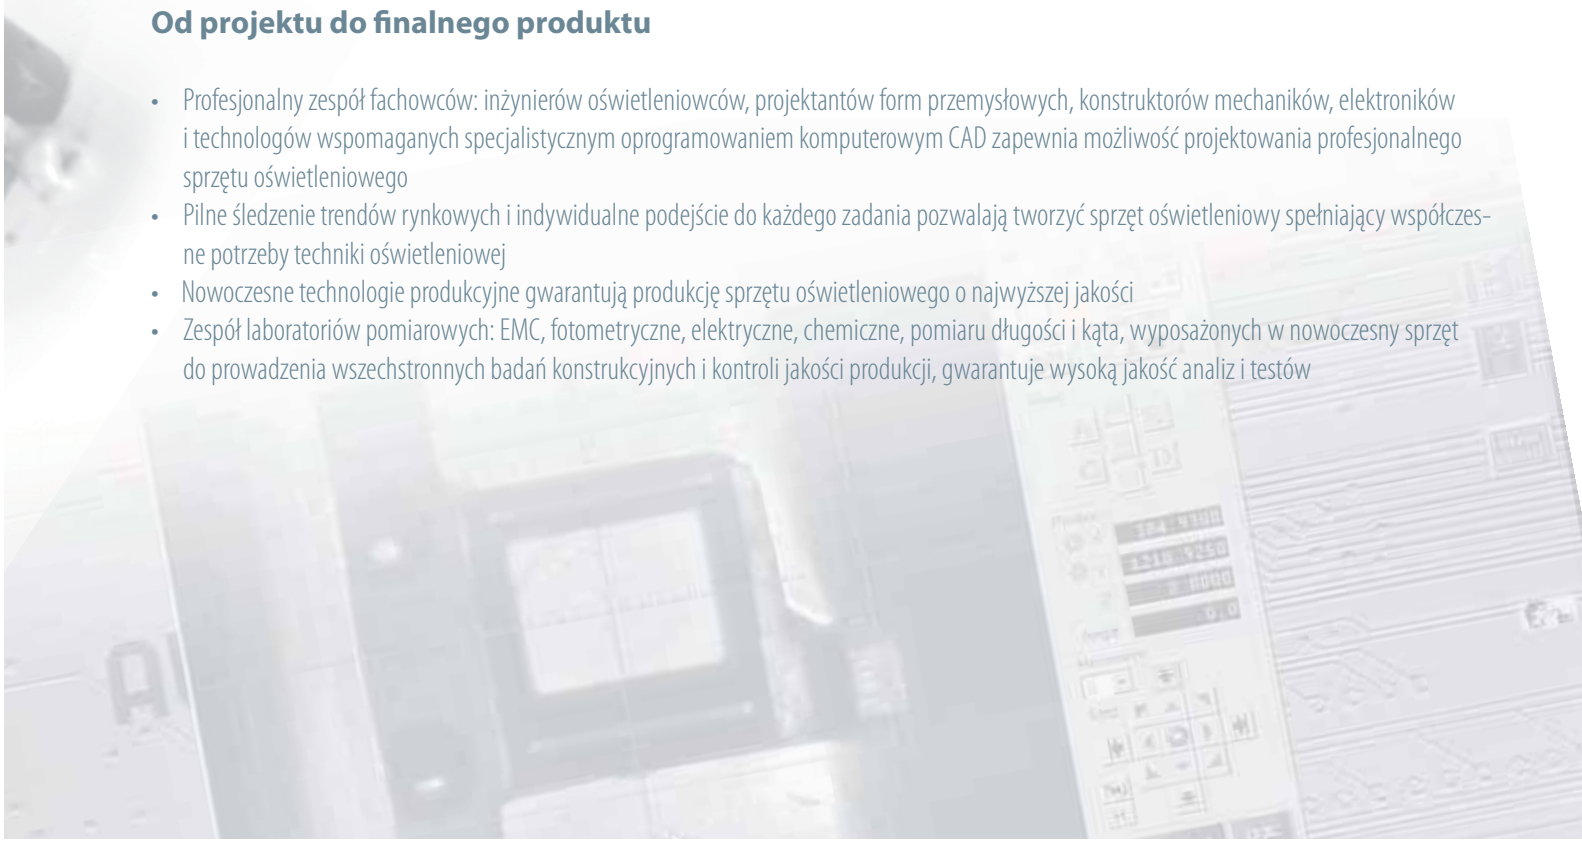 Od projektu do finalnego produktu
• Profesjonalny zespół fachowców: inżynierów oświetleniowców, projektantów form przemysłowych, konstruktorów mechaników, elektroników
i technologów wspomaganych specjalistycznym oprogramowaniem komputerowym CAD zapewnia możliwość projektowania profesjonalnego
sprzętu oświetleniowego
• Pilne śledzenie trendów rynkowych i indywidualne podejście do każdego zadania pozwalają tworzyć sprzęt oświetleniowy spełniający współczes-
ne potrzeby techniki oświetleniowej
• Nowoczesne technologie produkcyjne gwarantują produkcję sprzętu oświetleniowego o najwyższej jakości
• Zespół laboratoriów pomiarowych: EMC, fotometryczne, elektryczne, chemiczne, pomiaru długości i kąta, wyposażonych w nowoczesny sprzęt
do prowadzenia wszechstronnych badań konstrukcyjnych i kontroli jakości produkcji, gwarantuje wysoką jakość analiz i testów